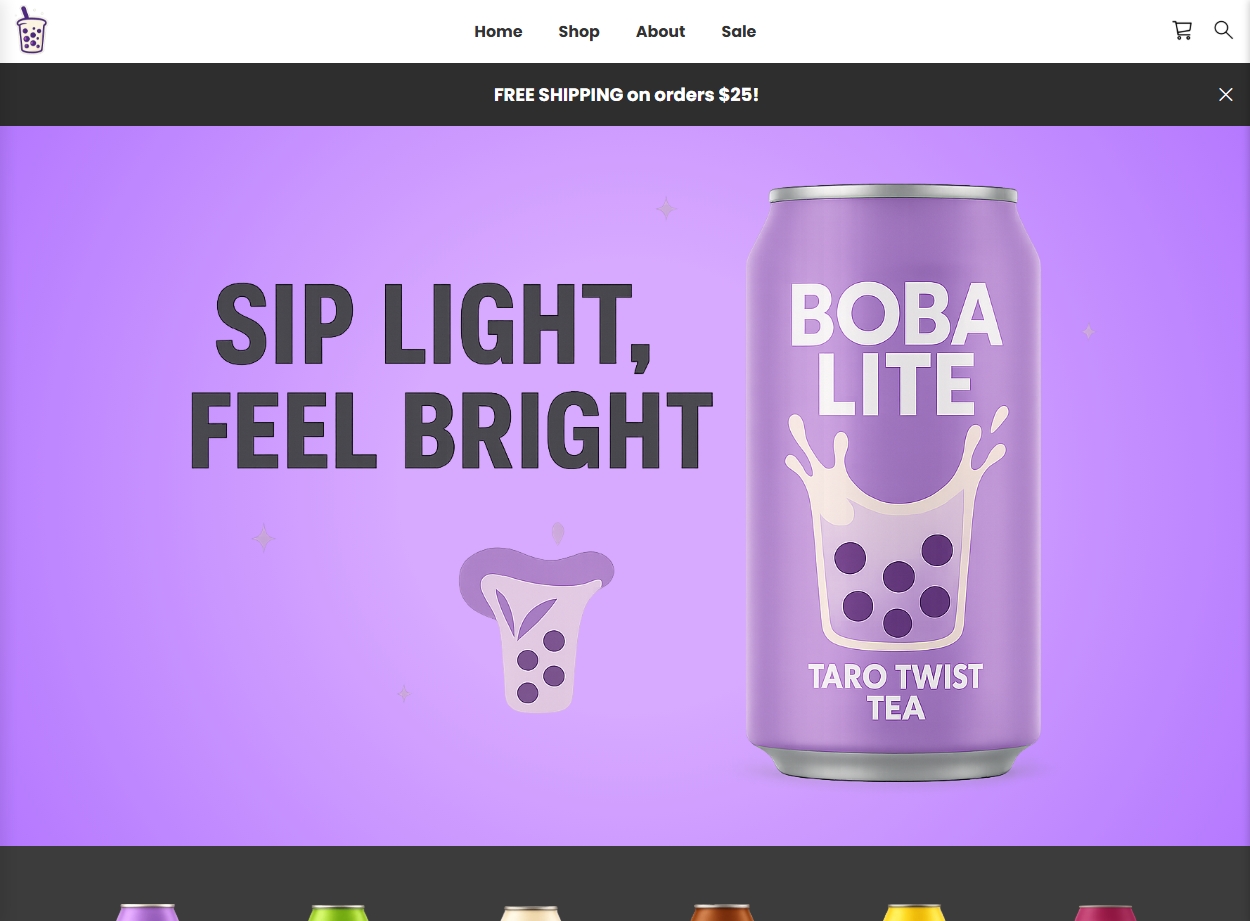 Home
Shop
About
Sale
FREE SHIPPING on orders $25!
SIP LIGHT,
FEEL BRIGHT
BOBA
LITE
TARO TWIST
TEA